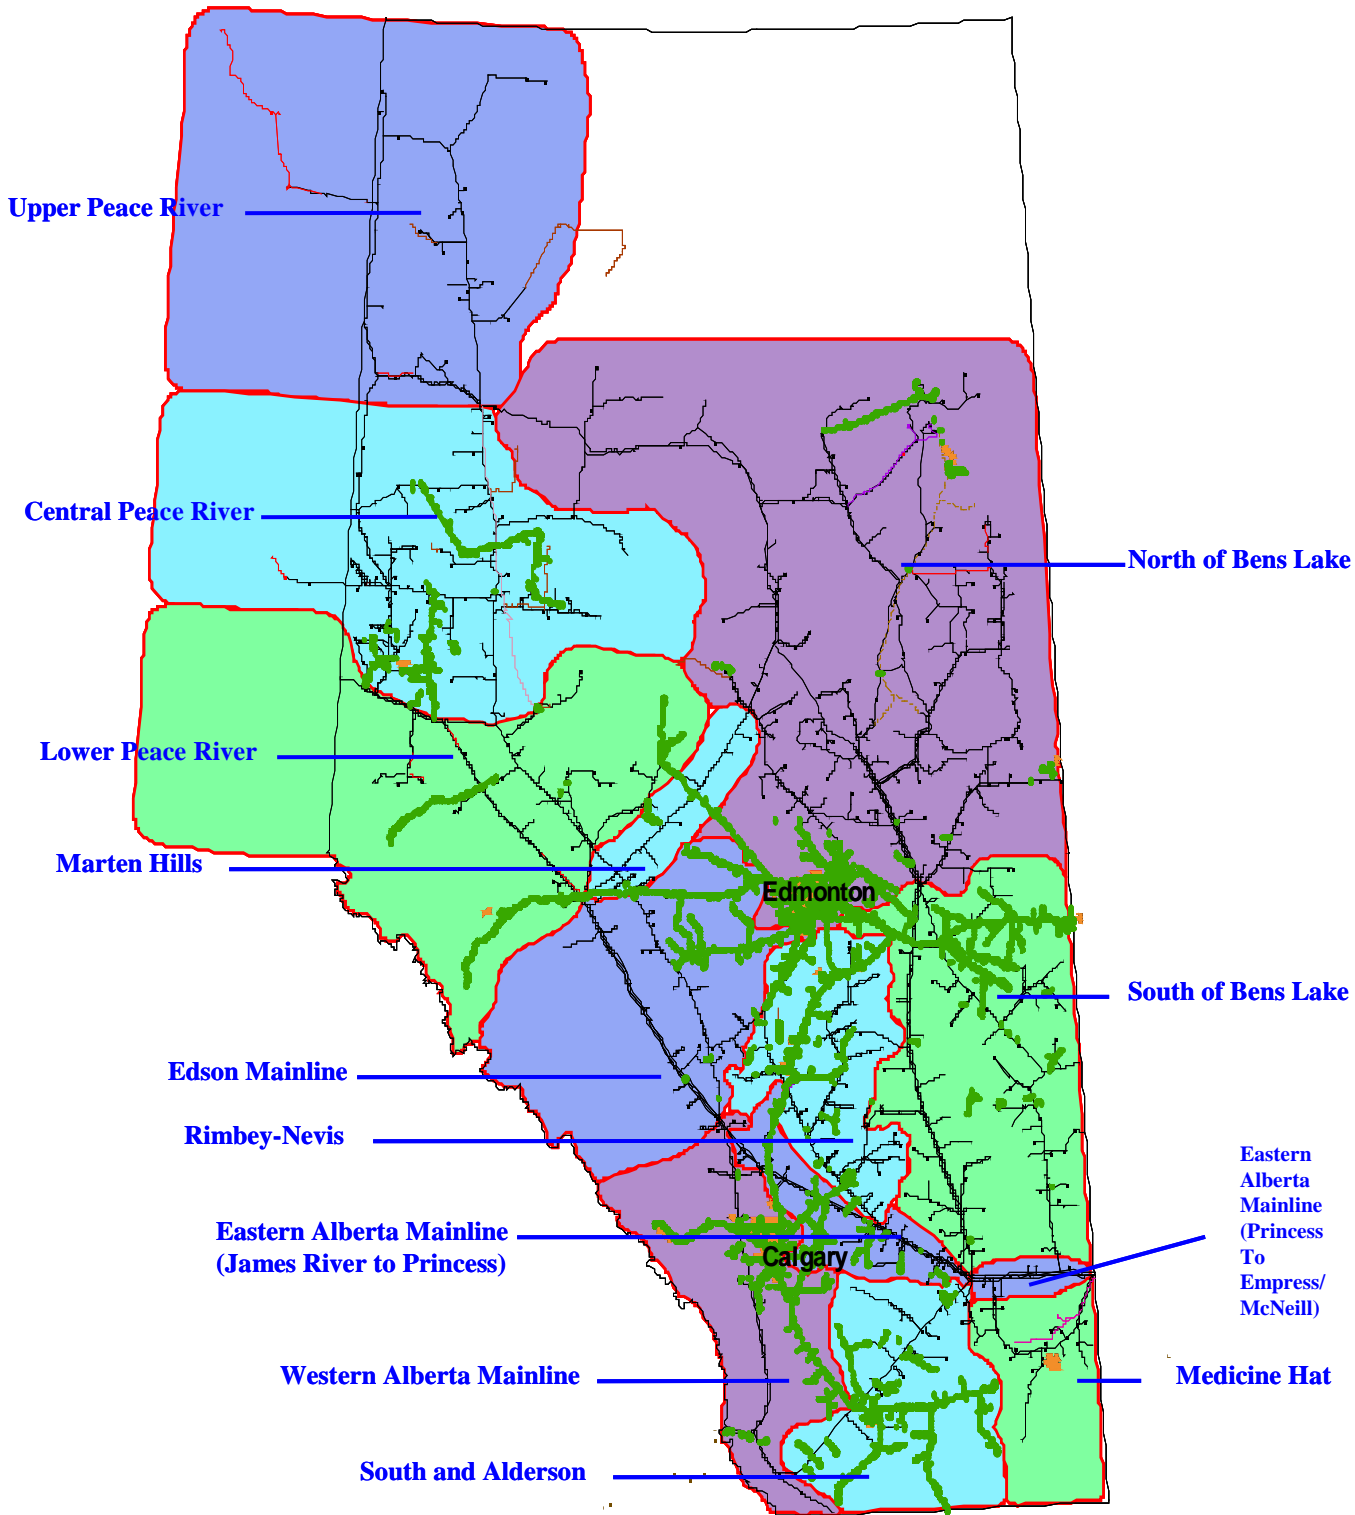 Upper Peace River
Central Peace River
North of Bens Lake
Lower Peace River
Marten Hills
Edmonton
South of Bens Lake
Edson Mainline
Rimbey-Nevis
Eastern
Alberta
Mainline
(Princess
To
Empress/
McNeill)
Eastern Alberta Mainline
(James River to Princess)
Calgary
Western Alberta Mainline
Medicine Hat
South and Alderson